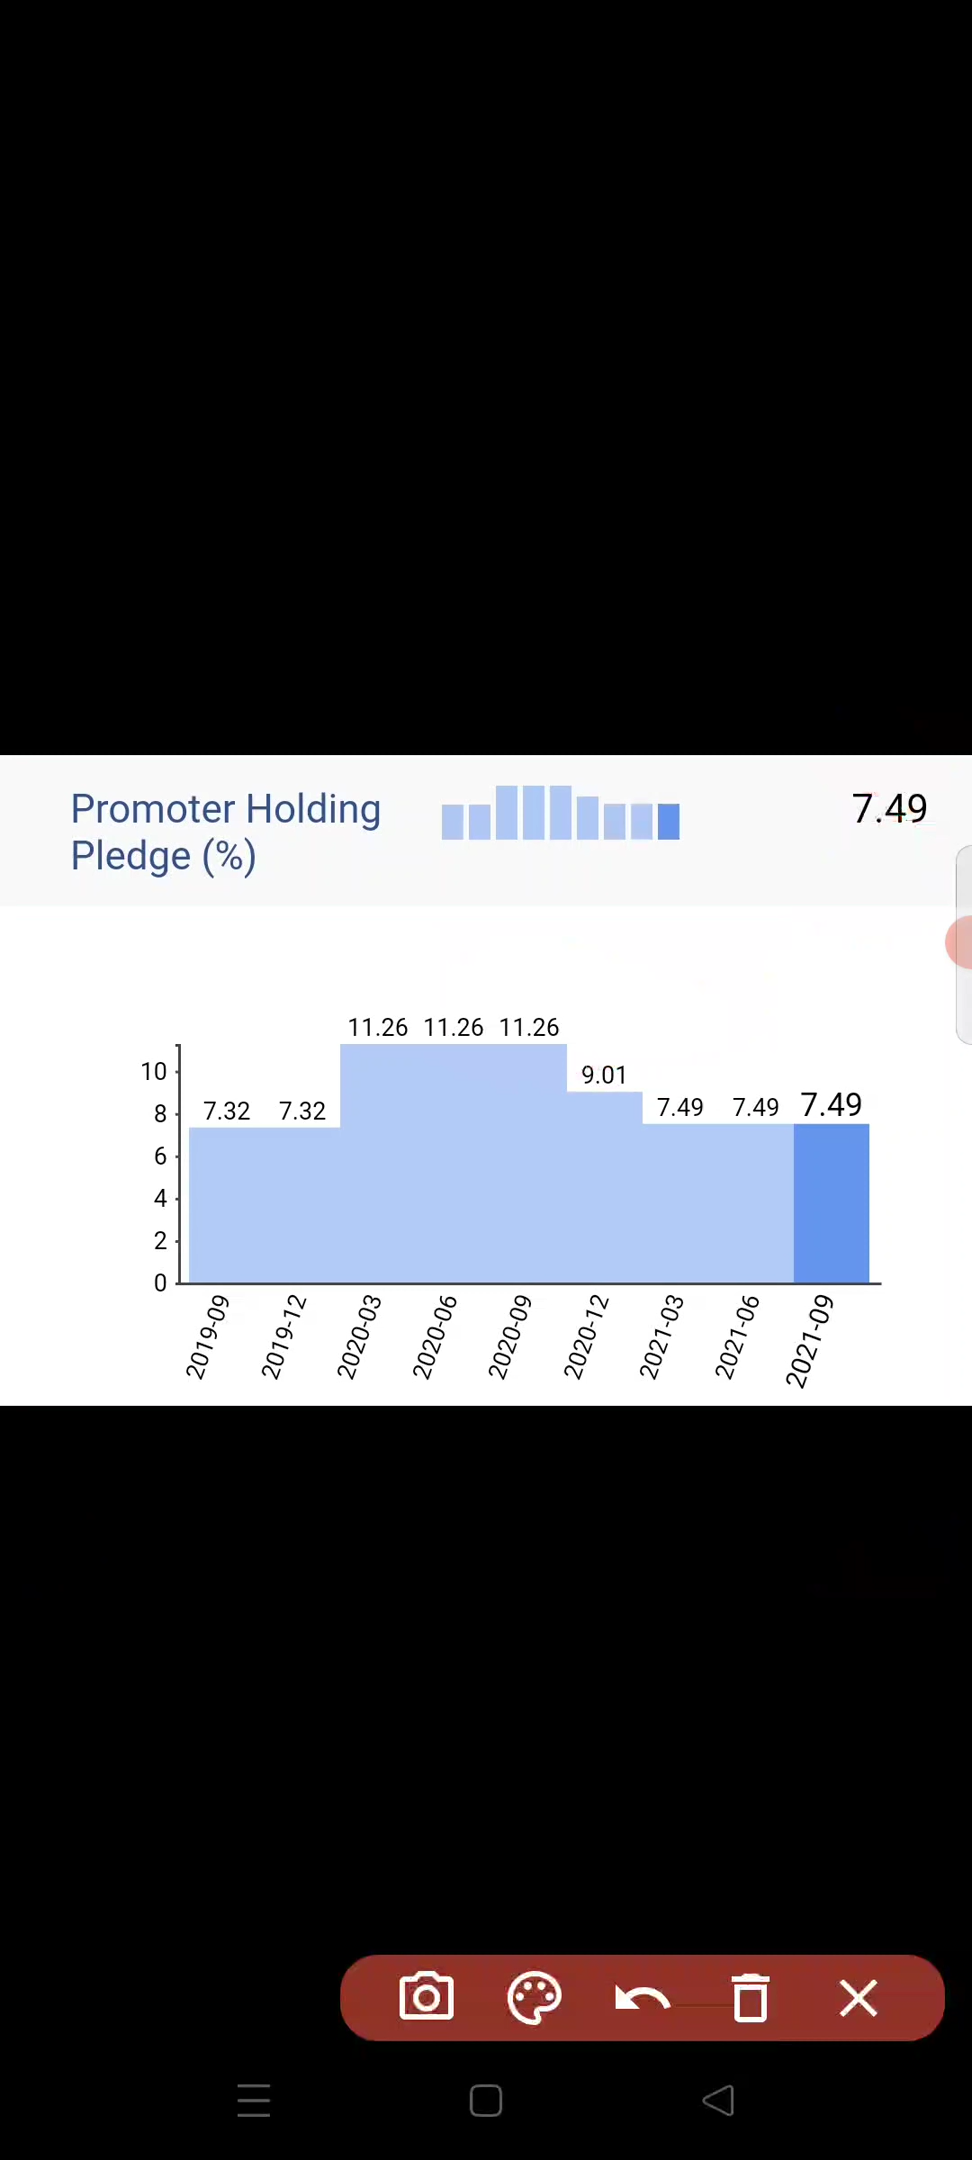 Promoter Holding
Pledge (%)
7.49
11.26 11.26 11.26
9.01
7.32 7.32
7.49 7.49 7.49
10
8
6
4
2
0
2019-09 2019-12 2020-03 2020-06 2020-09 2020-12 2021-03 2021-06 2021-09